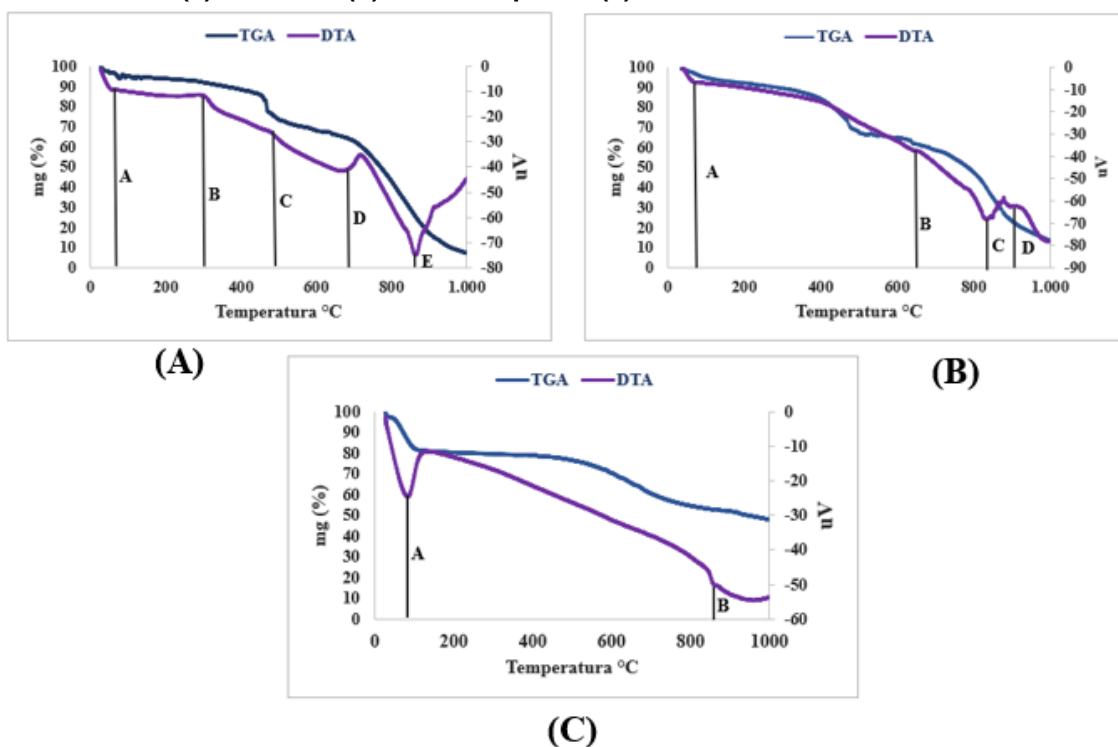 TGA DTA
100 90 80 70 60 50 40 30 20 10 0
mg (%)
0 -10 -20 -30 -40 -50 -60 -70 -80
uV
A B C D E
0 200 400 600 800 1.000
Temperatura °C
(A)
TGA DTA
100 90 80 70 60 50 40 30 20 10 0
mg (%)
0 -10 -20 -30 -40 -50 -60 -70 -80 -90
uV
A B C D
0 200 400 600 800 1.000
Temperatura °C
(B)
TGA DTA
100 90 80 70 60 50 40 30 20 10 0
mg (%)
0 -10 -20 -30 -40 -50 -60
uV
A B
0 200 400 600 800 1000
Temperatura °C
(C)